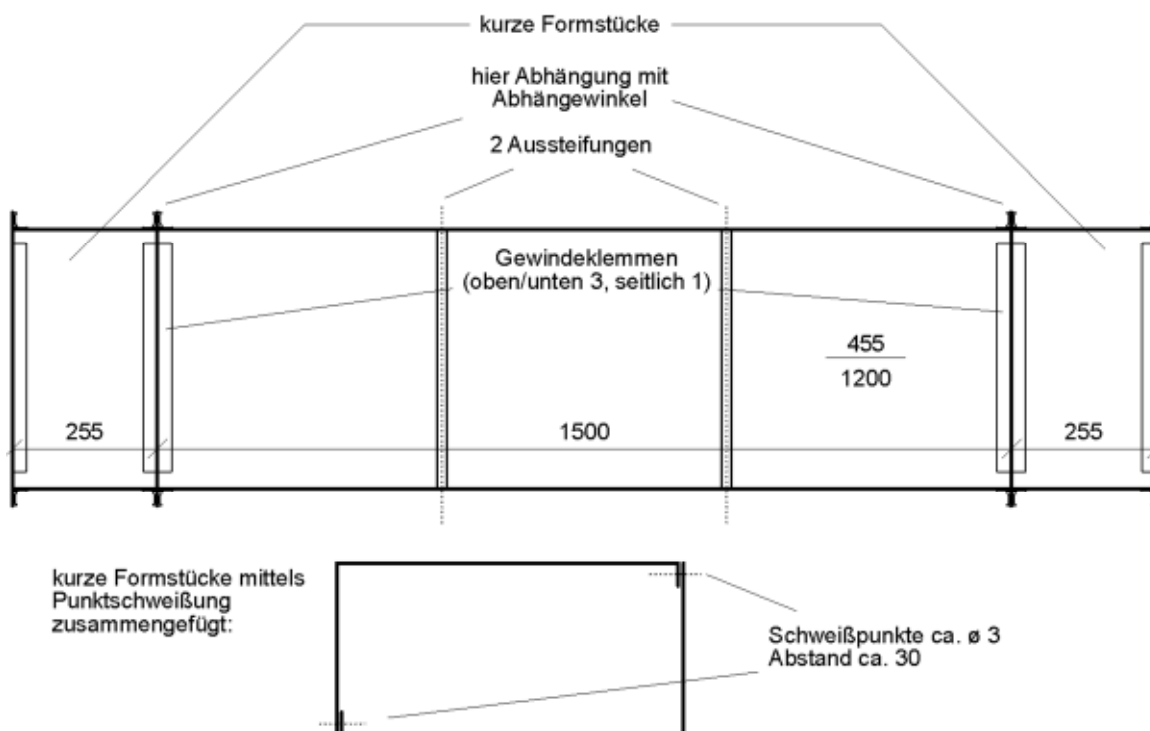 kurze Formstücke
hier Abhängung mit
Abhängewinkel
2 Aussteifungen
Gewindeklemmen
(oben/unten 3, seitlich 1)
455
1200
255
1500
255
kurze Formstücke mittels
Punktschweißung
zusammengefügt:
Schweißpunkte ca. ø 3
Abstand ca. 30